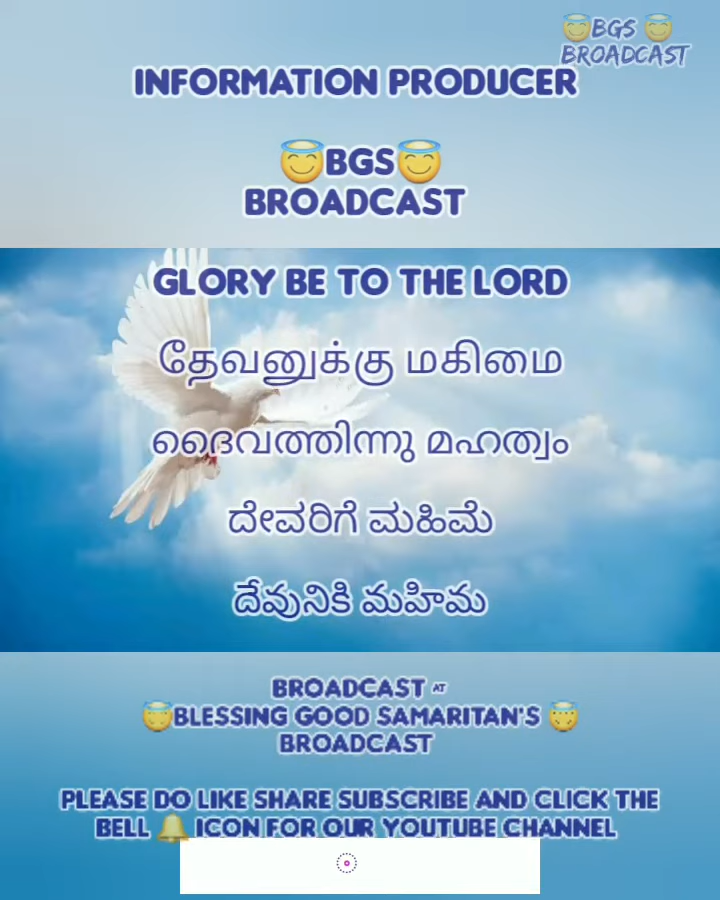 😇BGS😇
BROADCAST
INFORMATION PRODUCER
😇BGS😇
BROADCAST
GLORY BE TO THE LORD
தேவனுக்கு மகிமை
ദൈവത്തിന്നു മഹത്വം
ದೇವರಿಗೆ ಮಹಿಮೆ
దేవునికి మహిమ
BROADCAST AT
😇BLESSING GOOD SAMARITAN'S 😇
BROADCAST
PLEASE DO LIKE SHARE SUBSCRIBE AND CLICK THE
BELL 🔔 ICON FOR OUR YOUTUBE CHANNEL